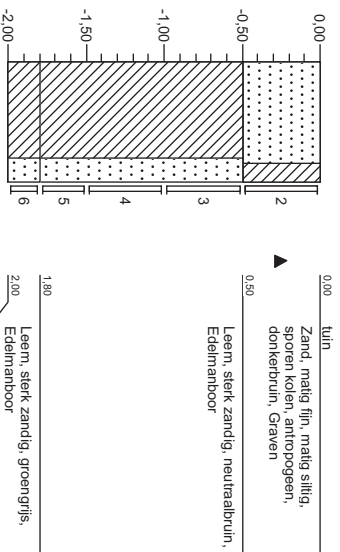 0,00
-0,50
-1,00
-1,50
-2,00
2
3
4
5
6
0,00
tuin
Zand, matig fijn, matig siltig,
sporen kolen, antropogeen,
donkerbruin, Graven
0,50
Leem, sterk zandig, neutraalbruin,
Edelmanboor
1,80
Leem, sterk zandig, groengrijs,
Edelmanboor
2,00